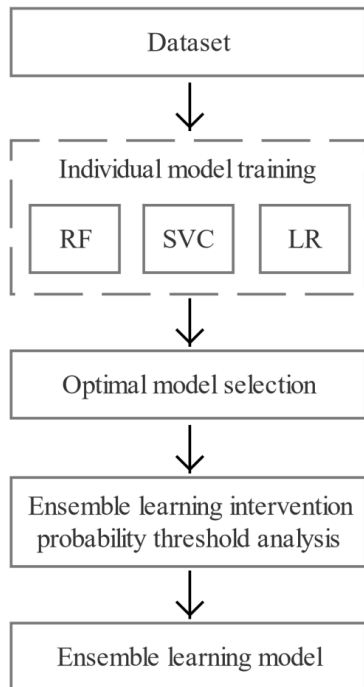 Dataset
Individual model training
RF SVC LR
Optimal model selection
Ensemble learning intervention
probability threshold analysis
Ensemble learning model